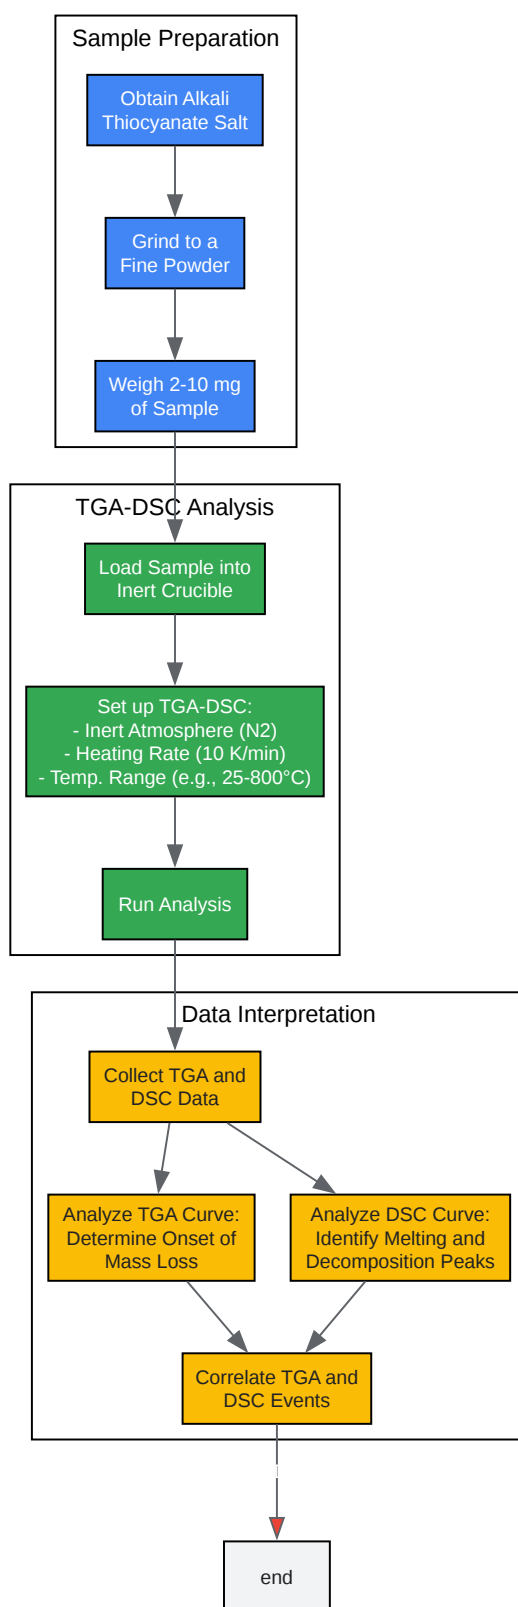 Sample Preparation
Obtain Alkali
Thiocyanate Salt
Grind to a
Fine Powder
Weigh 2-10 mg
of Sample
TGA-DSC Analysis
Load Sample into
Inert Crucible
Set up TGA-DSC:
- Inert Atmosphere (N2)
- Heating Rate (10 K/min)
- Temp. Range (e.g., 25-800°C)
Run Analysis
Data Interpretation
Collect TGA and
DSC Data
Analyze TGA Curve:
Determine Onset of
Mass Loss
Analyze DSC Curve:
Identify Melting and
Decomposition Peaks
Correlate TGA and
DSC Events
end